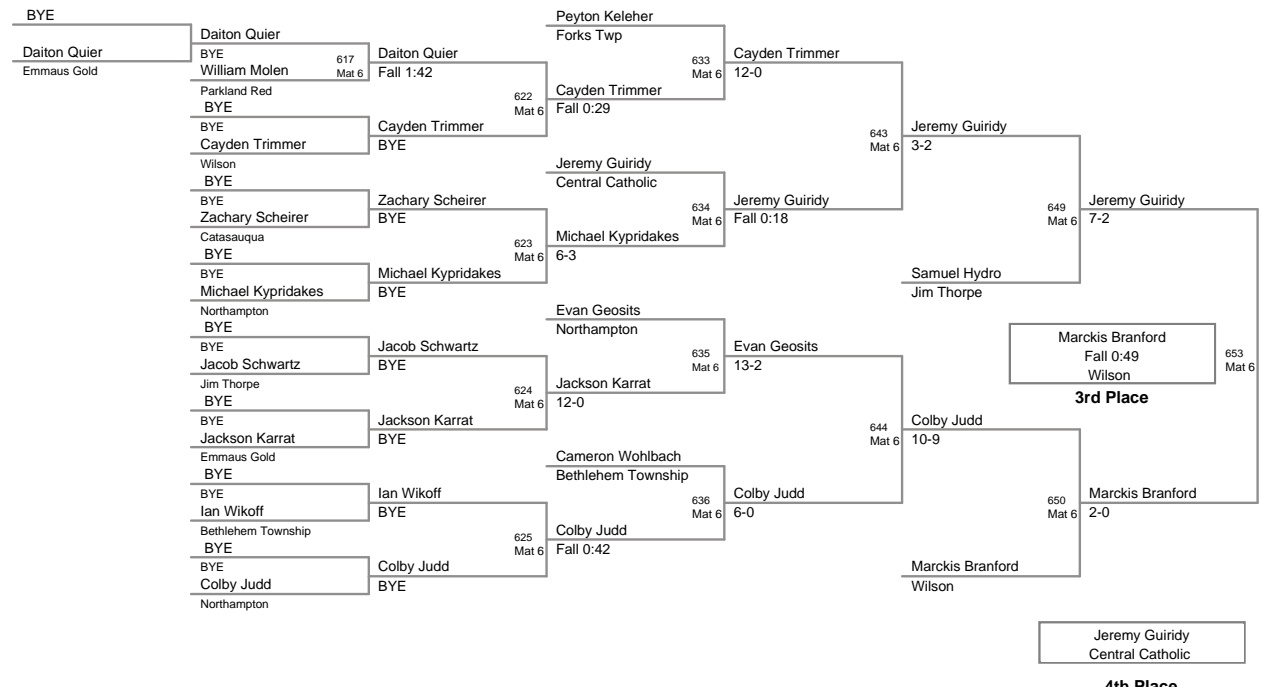 BYE
Daiton Quier
Emmaus Gold
Daiton Quier
BYE
William Molen
Parkland Red
617
Mat 6
BYE
BYE
Cayden Trimmer
Wilson
BYE
BYE
Zachary Scheirer
Catasauqua
BYE
BYE
Michael Kypridakes
Northampton
BYE
BYE
Jacob Schwartz
Jim Thorpe
BYE
BYE
Jackson Karrat
Emmaus Gold
BYE
BYE
Ian Wikoff
Bethlehem Township
BYE
BYE
Colby Judd
Northampton
Daiton Quier
Fall 1:42
622
Mat 6
Cayden Trimmer
BYE
Zachary Scheirer
BYE
623
Mat 6
Michael Kypridakes
BYE
Jacob Schwartz
BYE
624
Mat 6
Jackson Karrat
BYE
Ian Wikoff
BYE
625
Mat 6
Colby Judd
BYE
Peyton Keleher
Forks Twp
633
Mat 6
Cayden Trimmer
Fall 0:29
Jeremy Guiridy
Central Catholic
634
Mat 6
Michael Kypridakes
6-3
Evan Geosits
Northampton
635
Mat 6
Jackson Karrat
12-0
Cameron Wohlbach
Bethlehem Township
636
Mat 6
Colby Judd
Fall 0:42
Cayden Trimmer
12-0
643
Mat 6
Jeremy Guiridy
Fall 0:18
Evan Geosits
13-2
644
Mat 6
Colby Judd
6-0
Jeremy Guiridy
3-2
649
Mat 6
Samuel Hydro
Jim Thorpe
Colby Judd
10-9
650
Mat 6
Marckis Branford
Wilson
Jeremy Guiridy
7-2
653
Mat 6
Marckis Branford
2-0
Marckis Branford
Fall 0:49
Wilson
3rd Place
Jeremy Guiridy
Central Catholic
4th Place